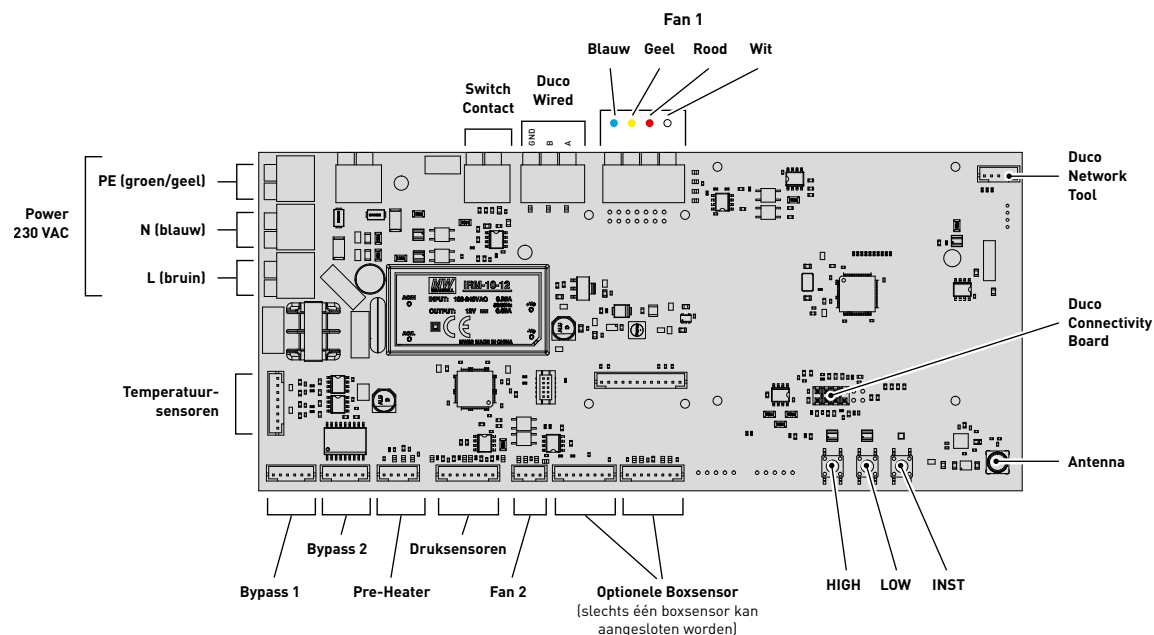 Fan 1
Blauw
Geel
Rood
Wit
Switch
Contact
Duco
Wired
GND
B
A
Power
230 VAC
PE (groen/geel)
N (blauw)
L (bruin)
Duco
Network
Tool
MW
IRM-10-12
Duco
Connectivity
Board
Temperatuur-
sensoren
Antenna
Bypass 1
Bypass 2
Pre-Heater
Druksensoren
Fan 2
Optionele Boxsensor
(slechts één boxsensor kan
aangesloten worden)
HIGH
LOW
INST